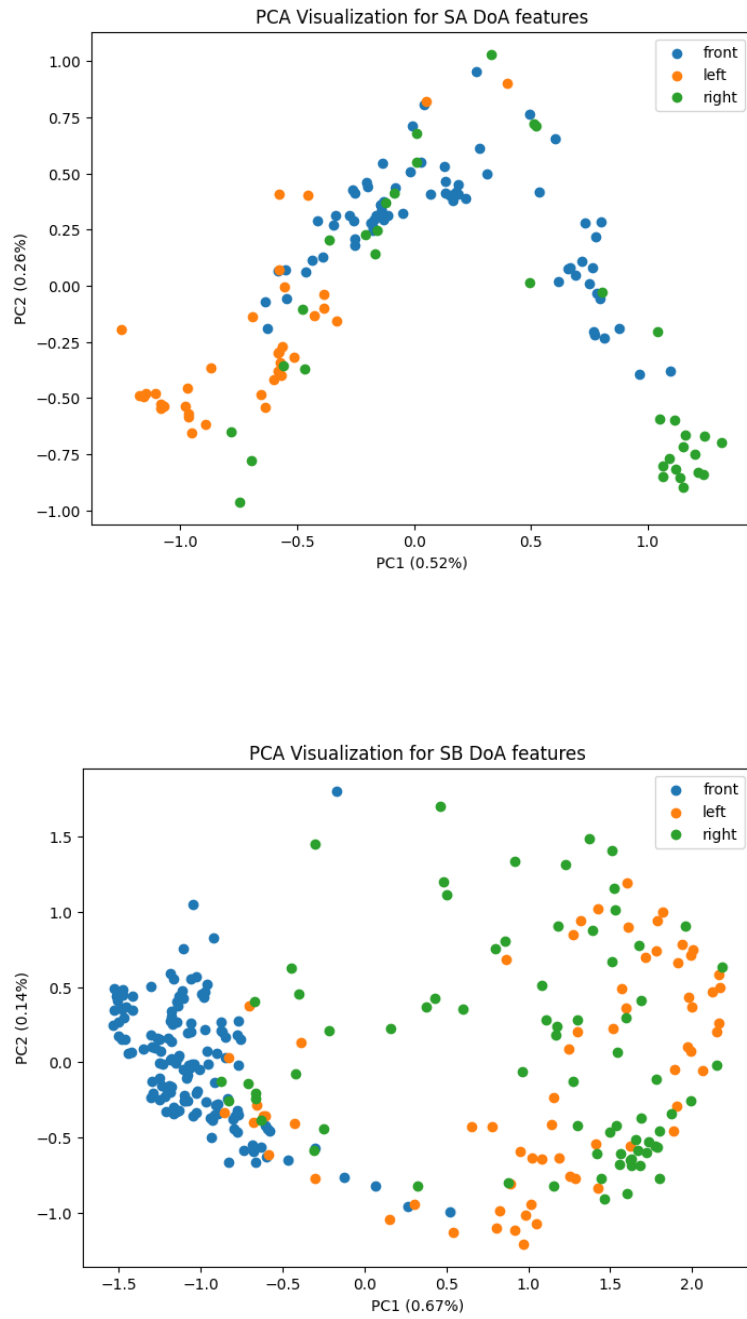 PCA Visualization for SA DoA features
front
left
right
1.00
0.75
0.50
0.25
0.00
−0.25
−0.50
−0.75
−1.00
PC2 (0.26%)
−1.0
−0.5
0.0
0.5
1.0
PC1 (0.52%)
PCA Visualization for SB DoA features
front
left
right
1.5
1.0
0.5
0.0
−0.5
−1.0
PC2 (0.14%)
−1.5
−1.0
−0.5
0.0
0.5
1.0
1.5
2.0
PC1 (0.67%)